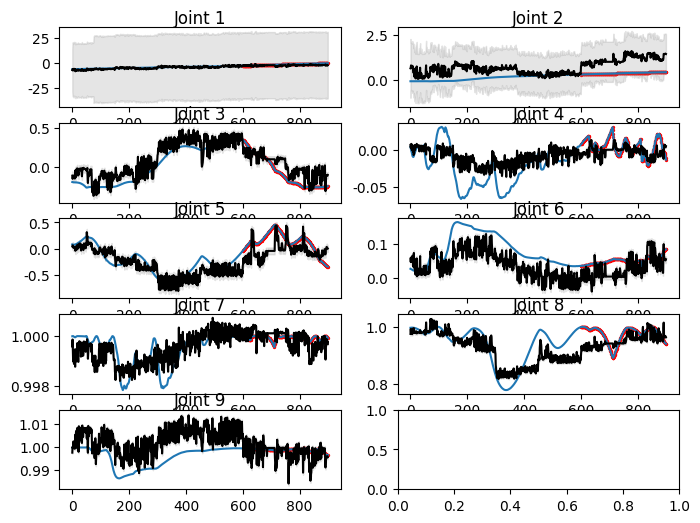 Joint 1
Joint 2
25
0
-25
2.5
0.0
0 200 400 600 800
0 200 400 600 800
Joint 3
Joint 4
0.5
0.0
0.00
-0.05
0 200 400 600 800
0 200 400 600 800
Joint 5
Joint 6
0.5
0.0
-0.5
0.1
0.0
0 200 400 600 800
0 200 400 600 800
Joint 7
Joint 8
1.000
0.998
1.0
0.8
0 200 400 600 800
0 200 400 600 800
Joint 9
1.01
1.00
0.99
1.0
0.5
0.0
0 200 400 600 800
0.0 0.2 0.4 0.6 0.8 1.0